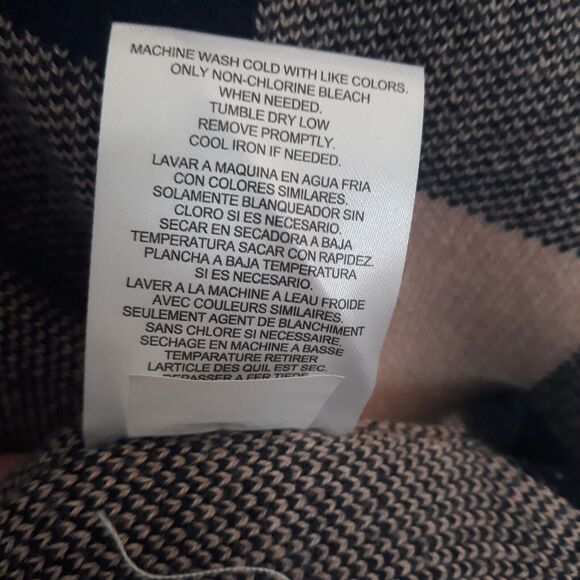 MACHINE WASH COLD WITH LIKE COLORS.
ONLY NON-CHLORINE BLEACH
WHEN NEEDED.
TUMBLE DRY LOW
REMOVE PROMPTLY.
COOL IRON IF NEEDED.
LAVAR A MAQUINA EN AGUA FRIA
CON COLORES SIMILARES.
SOLAMENTE BLANQUEADOR SIN
CLORO SI ES NECESARIO.
SECAR EN SECADORA A BAJA
TEMPERATURA SACAR CON RAPIDEZ.
PLANCHA A BAJA TEMPERATURA
SI ES NECESARIO.
LAVER A LA MACHINE A LEAU FROIDE
AVEC COULEURS SIMILAIRES.
SEULEMENT AGENT DE BLANCHIMENT
SANS CHLORE SI NECESSAIRE.
SECHAGE EN MACHINE A BASSE
TEMPARATURE RETIRER
LARTICLE DES QUIL EST SEC.
REPASSER A FER TIEDE